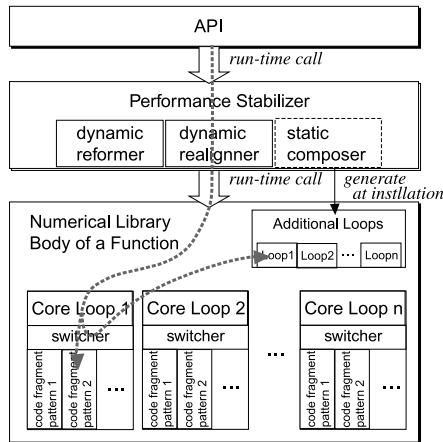 API
run-time call
Performance Stabilizer
dynamic
reformer
dynamic
realignner
static
composer
run-time call
generate
at instllation
Numerical Library
Body of a Function
Additional Loops
Loop1
Loop2
...
Loopn
Core Loop 1
switcher
code fragment
pattern 1
code fragment
pattern 2
...
Core Loop 2
switcher
code fragment
pattern 1
code fragment
pattern 2
...
...
Core Loop n
switcher
code fragment
pattern 1
code fragment
pattern 2
...